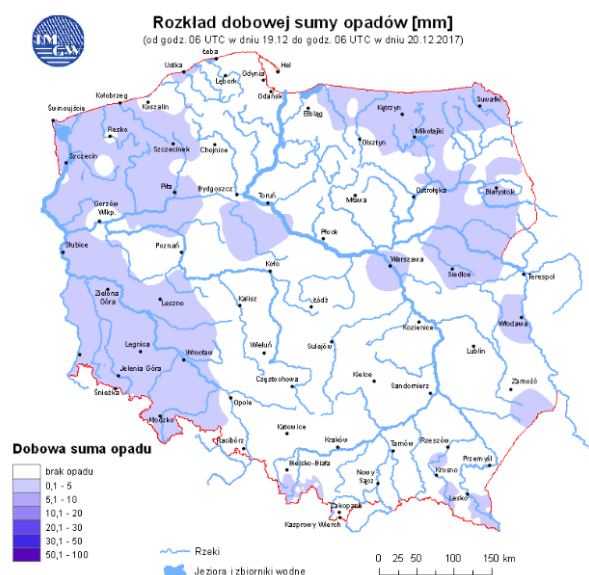 IM
GW
Rozkład dobowej sumy opadów [mm]
(od godz. 06 UTC w dniu 19.12 do godz. 06 UTC w dniu 20.12.2017)
Łeba
Ustka
Hel
Gdynia
Lębork
Gdańsk
Suwałki
Kołobrzeg
Koszalin
Elbląg
Kętrzyn
Świnoujście
Resko
Mikołajki
Szczecinek
Chojnice
Olsztyn
Szczecin
Piła
Bydgoszcz
Toruń
Mława
Ostrołęka
Białystok
Gorzów
Wlkp.
Płock
Słubice
Poznań
Koło
Warszawa
Siedlce
Terespol
Zielona
Góra
Leszno
Kalisz
Łódź
Kozienice
Włodawa
Legnica
Wrocław
Wieluń
Sulejów
Lublin
Jelenia Góra
Śnieżka
Częstochowa
Kielce
Sandomierz
Zamość
Opole
Kłodzko
Katowice
Racibórz
Kraków
Tarnów
Rzeszów
Przemyśl
Bielsko-Biała
Nowy
Sącz
Krosno
Lesko
Zakopane
Kasprowy Wierch
Dobowa suma opadu
brak opadu
0,1 - 5
5,1 - 10
10,1 - 20
20,1 - 30
30,1 - 50
50,1 - 100
Rzeki
Jeziora i zbiorniki wodne
0 25 50 100 150 km